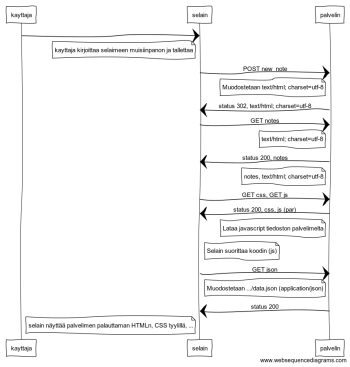 kayttaja
selain
palvelin
kayttaja kirjoittaa selaimeen muisiinpanon ja tallettaa
POST new_note
Muodostetaan text/html; charset=utf-8
status 302, text/html; charset=utf-8
GET notes
text/html; charset=utf-8
status 200, notes
notes, text/html; charset=utf-8
GET css, GET js
status 200, css, js (par)
Lataa javascript tiedoston palvelimelta
Selain suorittaa koodin (js)
GET json
Muodostetaan .../data.json (application/json)
status 200
selain näyttää palvelimen palauttaman HTMLn, CSS tyylillä, ...
kayttaja
selain
palvelin
www.websequencediagrams.com